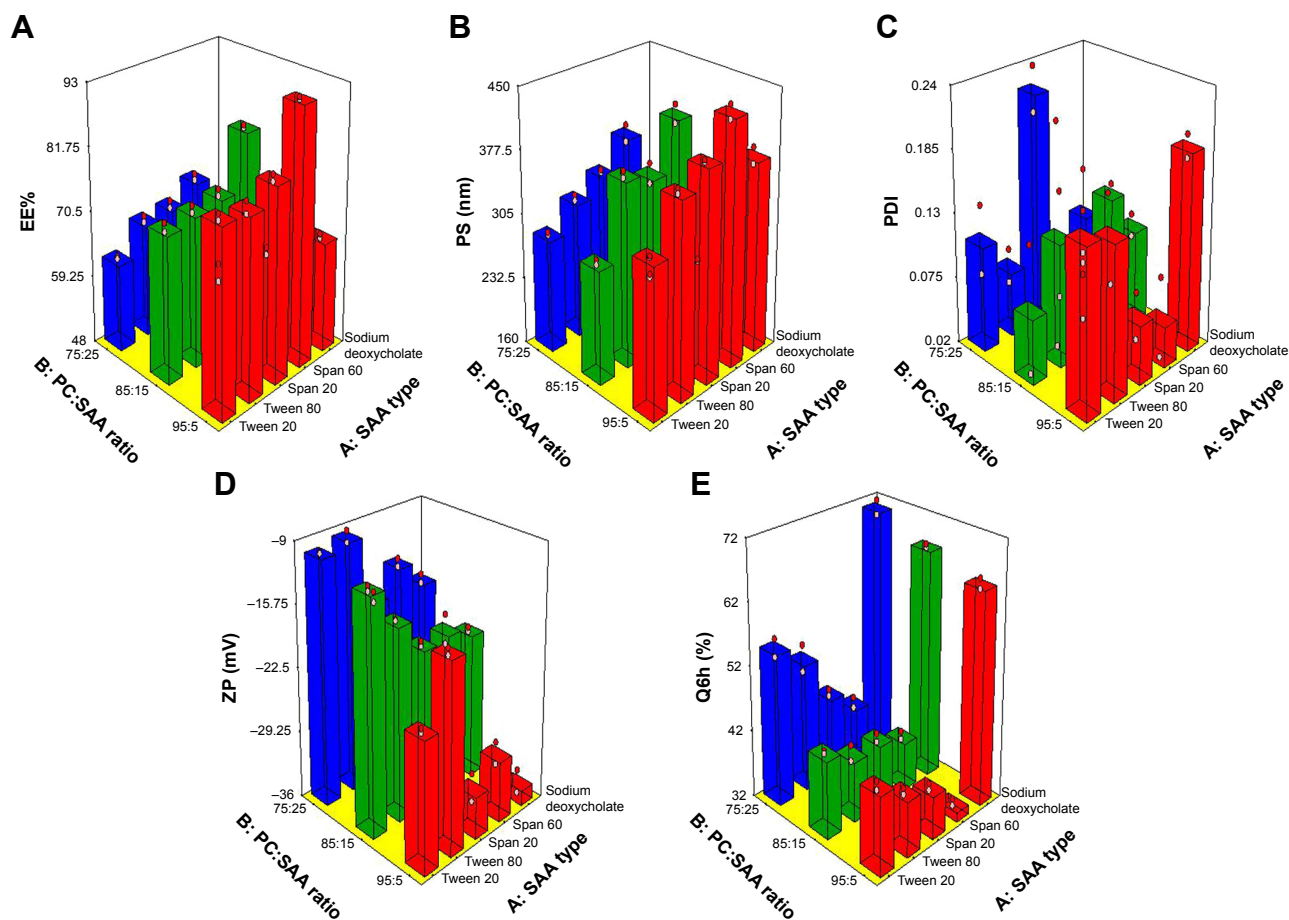 A
EE%
93
81.75
70.5
59.25
48
75:25
85:15
95:5
B: PC:SAA ratio
Tween 20
Tween 80
Span 20
Span 60
Sodium
deoxycholate
A: SAA type
B
PS (nm)
450
377.5
305
232.5
160
75:25
85:15
95:5
B: PC:SAA ratio
Tween 20
Tween 80
Span 20
Span 60
Sodium
deoxycholate
A: SAA type
C
PDI
0.24
0.185
0.13
0.075
0.02
75:25
85:15
95:5
B: PC:SAA ratio
Tween 20
Tween 80
Span 20
Span 60
Sodium
deoxycholate
A: SAA type
D
ZP (mV)
–9
–15.75
–22.5
–29.25
–36
75:25
85:15
95:5
B: PC:SAA ratio
Tween 20
Tween 80
Span 20
Span 60
Sodium
deoxycholate
A: SAA type
E
Q6h (%)
72
62
52
42
32
75:25
85:15
95:5
B: PC:SAA ratio
Tween 20
Tween 80
Span 20
Span 60
Sodium
deoxycholate
A: SAA type